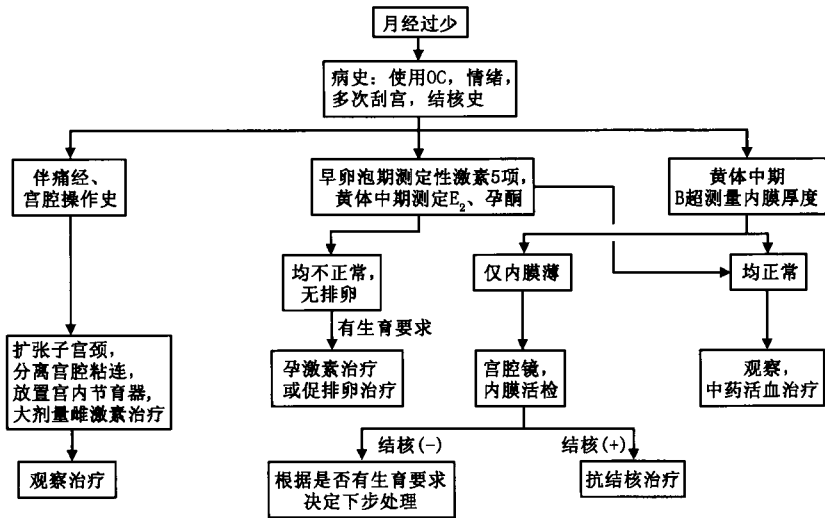 月经过少
病史：使用OC，情绪，
多次刮宫，结核史
伴痛经、
宫腔操作史
早卵泡期测定性激素5项，
黄体中期测定E₂、孕酮
黄体中期
B超测量内膜厚度
均不正常，
无排卵
仅内膜薄
均正常
有生育要求
扩张子宫颈，
分离宫腔粘连，
放置宫内节育器，
大剂量雌激素治疗
孕激素治疗
或促排卵治疗
宫腔镜，
内膜活检
观察，
中药活血治疗
结核(-)
结核(+)
观察治疗
根据是否有生育要求
决定下步处理
抗结核治疗